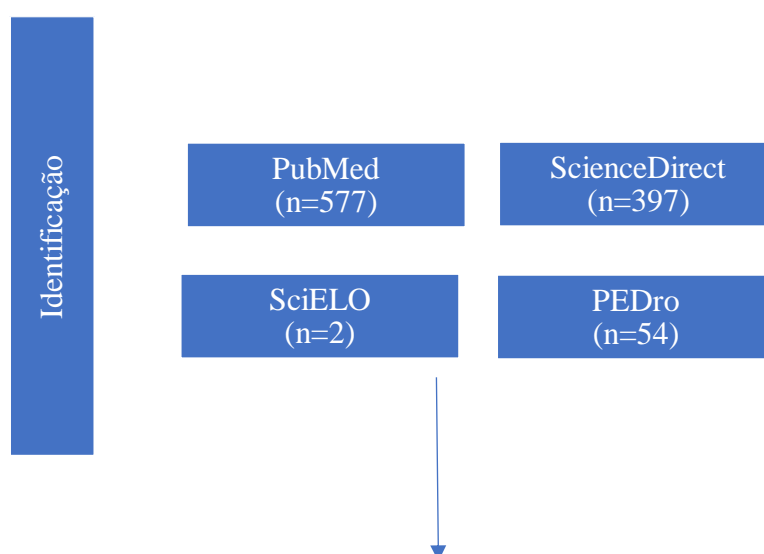 Identificação
PubMed
(n=577)
ScienceDirect
(n=397)
SciELO
(n=2)
PEDro
(n=54)